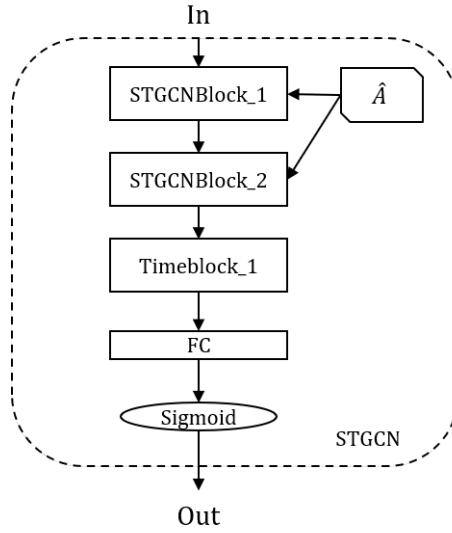 In
STGCNBlock_1
Â
STGCNBlock_2
Timeblock_1
FC
Sigmoid
STGCN
Out